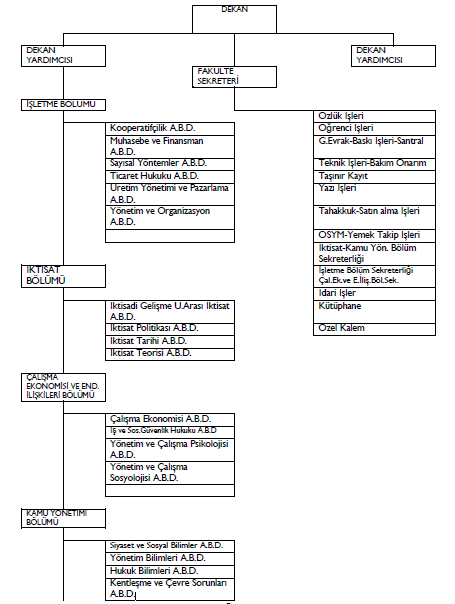 DEKAN
DEKAN
YARDIMCISI
FAKÜLTE
SEKRETERİ
DEKAN
YARDIMCISI
İŞLETME BÖLÜMÜ
Kooperatifçilik A.B.D.
Muhasebe ve Finansman
A.B.D.
Sayısal Yöntemler A.B.D.
Ticaret Hukuku A.B.D.
Üretim Yönetimi ve Pazarlama
A.B.D.
Yönetim ve Organizasyon
A.B.D.
Özlük İşleri
Öğrenci İşleri
G.Evrak-Baskı İşleri-Santral
Teknik İşleri-Bakım Onarım
Taşınır Kayıt
Yazı İşleri
Tahakkuk-Satın alma İşleri
ÖSYM-Yemek Takip İşleri
İktisat-Kamu Yön. Bölüm
Sekreterliği
İşletme Bölüm Sekreterliği
Çal.Ek.ve E.İliş.Böl.Sek.
İdari İşler
Kütüphane
Özel Kalem
İKTİSAT
BÖLÜMÜ
İktisadi Gelişme U.Arası İktisat
A.B.D.
İktisat Politikası A.B.D.
İktisat Tarihi A.B.D.
İktisat Teorisi A.B.D.
ÇALIŞMA
EKONOMİSİ VE END.
İLİŞKİLERİ BÖLÜMÜ
Çalışma Ekonomisi A.B.D.
İş ve Sos.Güvenlik Hukuku A.B.D
Yönetim ve Çalışma Psikolojisi
A.B.D.
Yönetim ve Çalışma
Sosyolojisi A.B.D.
KAMU YÖNETİMİ
BÖLÜMÜ
Siyaset ve Sosyal Bilimler A.B.D.
Yönetim Bilimleri A.B.D.
Hukuk Bilimleri A.B.D.
Kentleşme ve Çevre Sorunları
A.B.D.